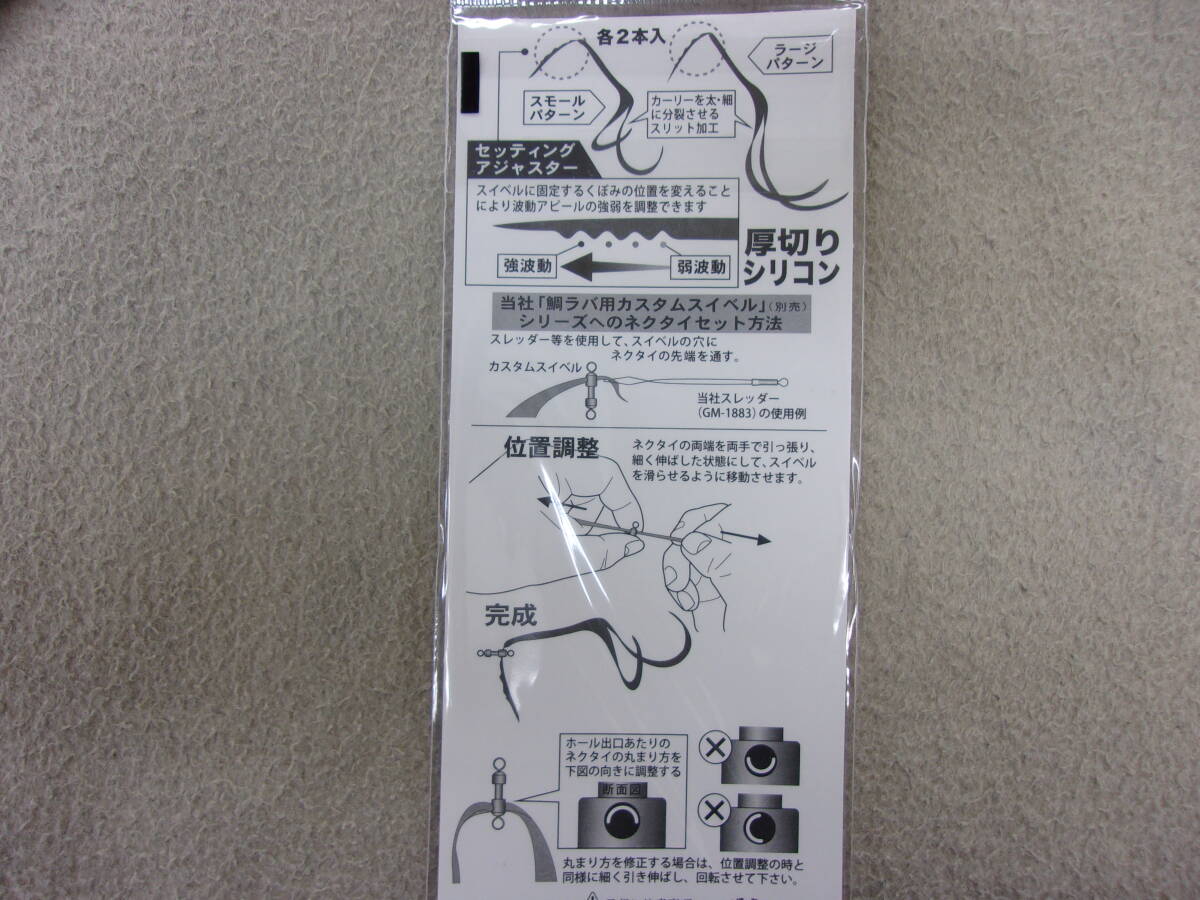 各2本入
ラージ
パターン
スモール
パターン
カーリーを太・細
に分裂させる
スリット加工
セッティング
アジャスター
スイベルに固定するくぼみの位置を変えること
により波動アピールの強弱を調整できます
強波動
弱波動
厚切り
シリコン
当社「鯛ラバ用カスタムスイベル」(別売)
シリーズへのネクタイセット方法
スレッダー等を使用して、スイベルの穴に
ネクタイの先端を通す。
カスタムスイベル
当社スレッダー
(GM-1883)の使用例
位置調整
ネクタイの両端を両手で引っ張り、
細く伸ばした状態にして、スイベル
を滑らせるように移動させます。
完成
ホール出口あたりの
ネクタイの丸まり方を
下図の向きに調整する
断面図
丸まり方を修正する場合は、位置調整の時と
同様に細く引き伸ばし、回転させて下さい。